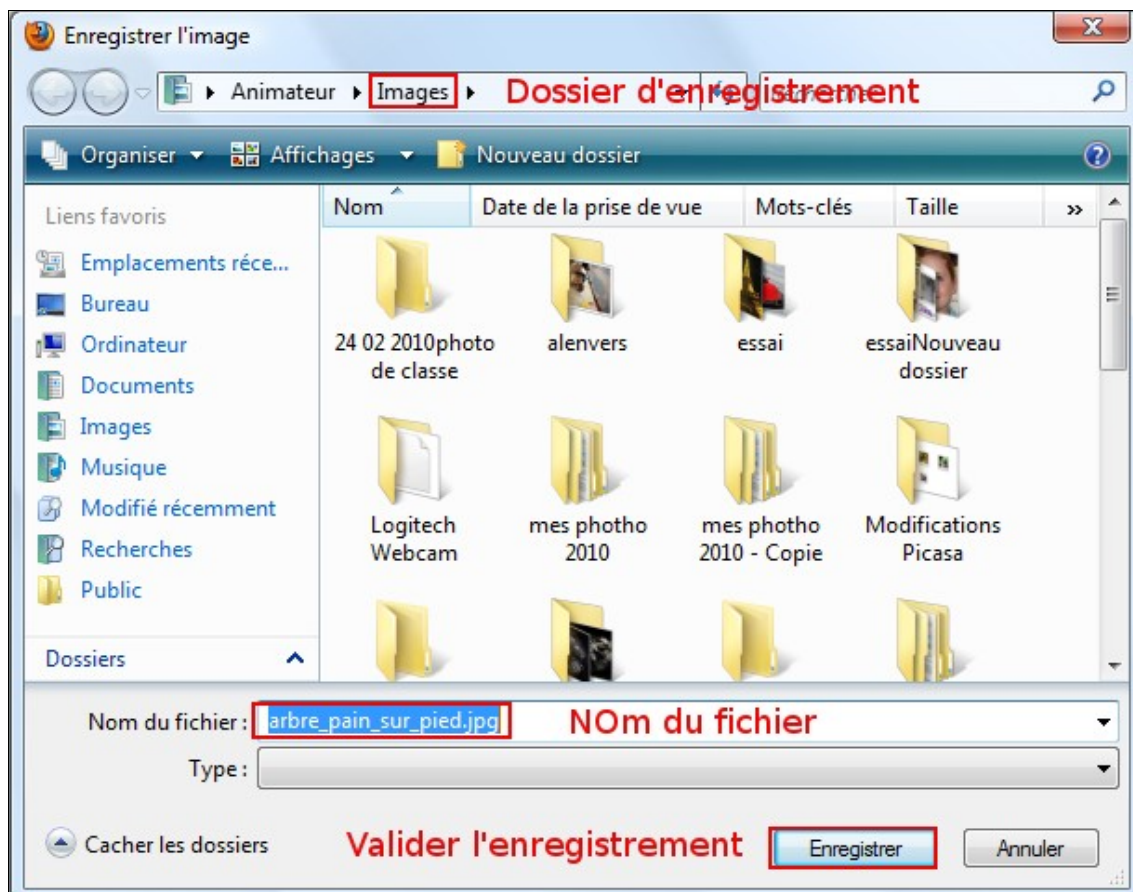 Enregistrer l'image
Animateur Images Dossier d'enregistrement
Organiser Affichages Nouveau dossier
Liens favoris
Emplacements réce...
Bureau
Ordinateur
Documents
Images
Musique
Modifié récemment
Recherches
Public
Dossiers
Nom Date de la prise de vue Mots-clés Taille »
24 02 2010photo de classe
alenvers
essai
essaiNouveau dossier
Logitech Webcam
mes photho 2010
mes photho 2010 - Copie
Modifications Picasa
Nom du fichier : arbre_pain_sur_pied.jpg NOm du fichier
Type :
Cacher les dossiers Valider l'enregistrement Enregistrer Annuler